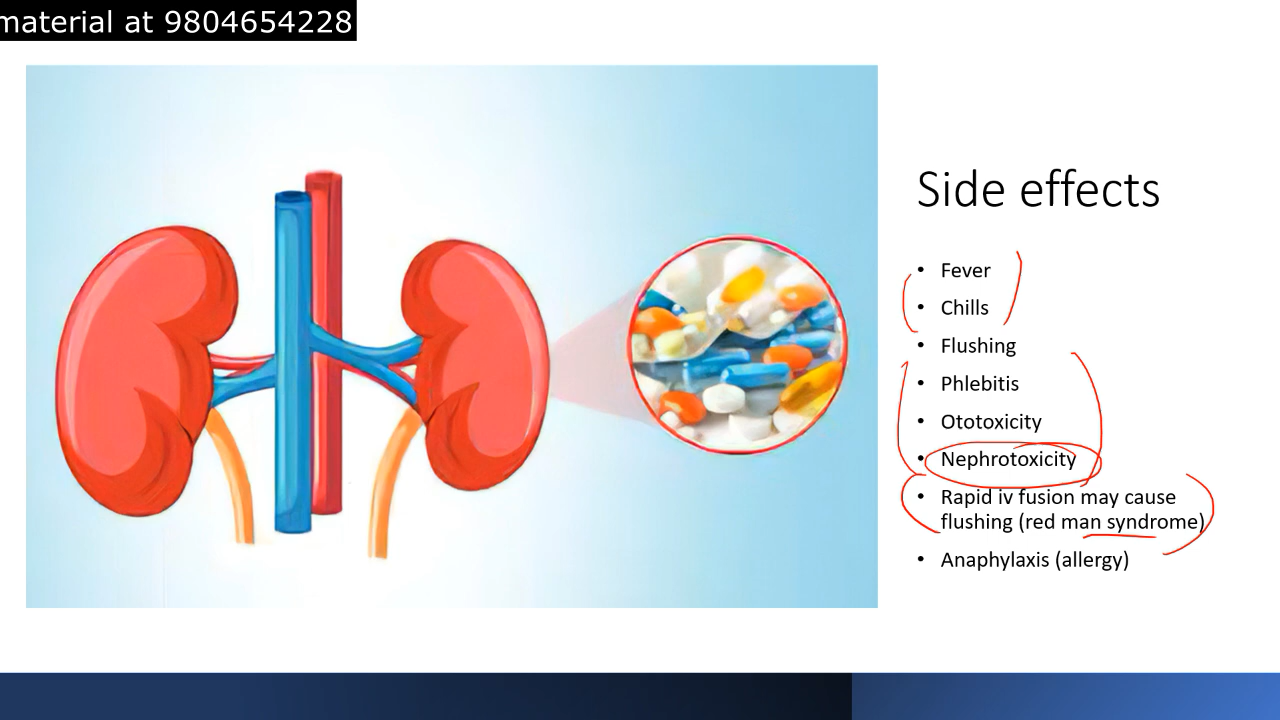 material at 9804654228
Side effects
• Fever
• Chills
• Flushing
• Phlebitis
• Ototoxicity
• Nephrotoxicity
• Rapid iv fusion may cause
flushing (red man syndrome)
• Anaphylaxis (allergy)